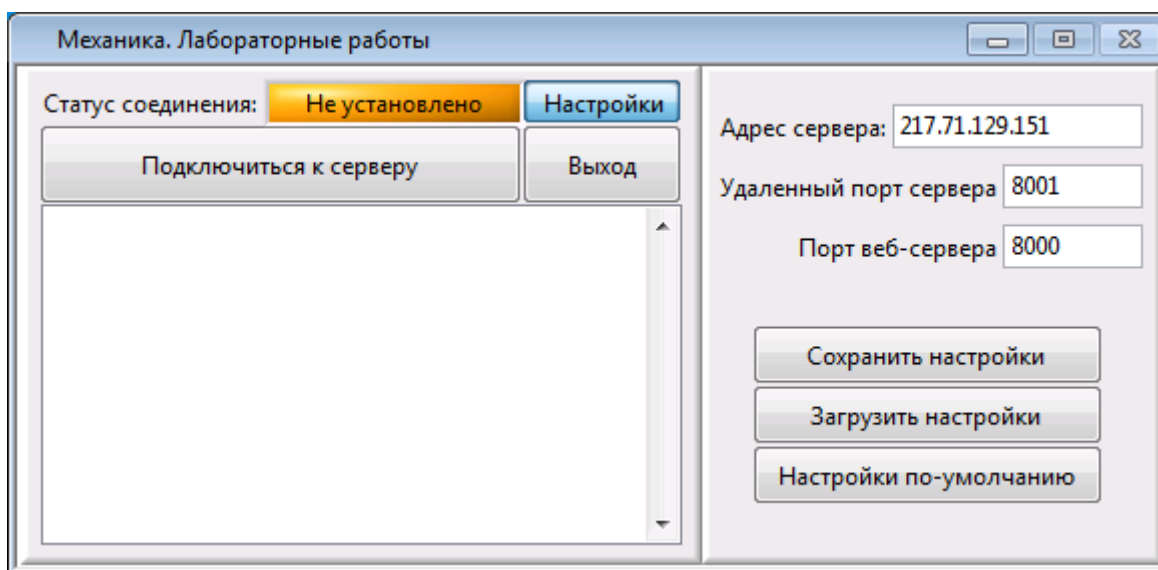 Механика. Лабораторные работы
Статус соединения: Не установлено Настройки
Подключиться к серверу Выход
Адрес сервера: 217.71.129.151
Удаленный порт сервера 8001
Порт веб-сервера 8000
Сохранить настройки
Загрузить настройки
Настройки по-умолчанию